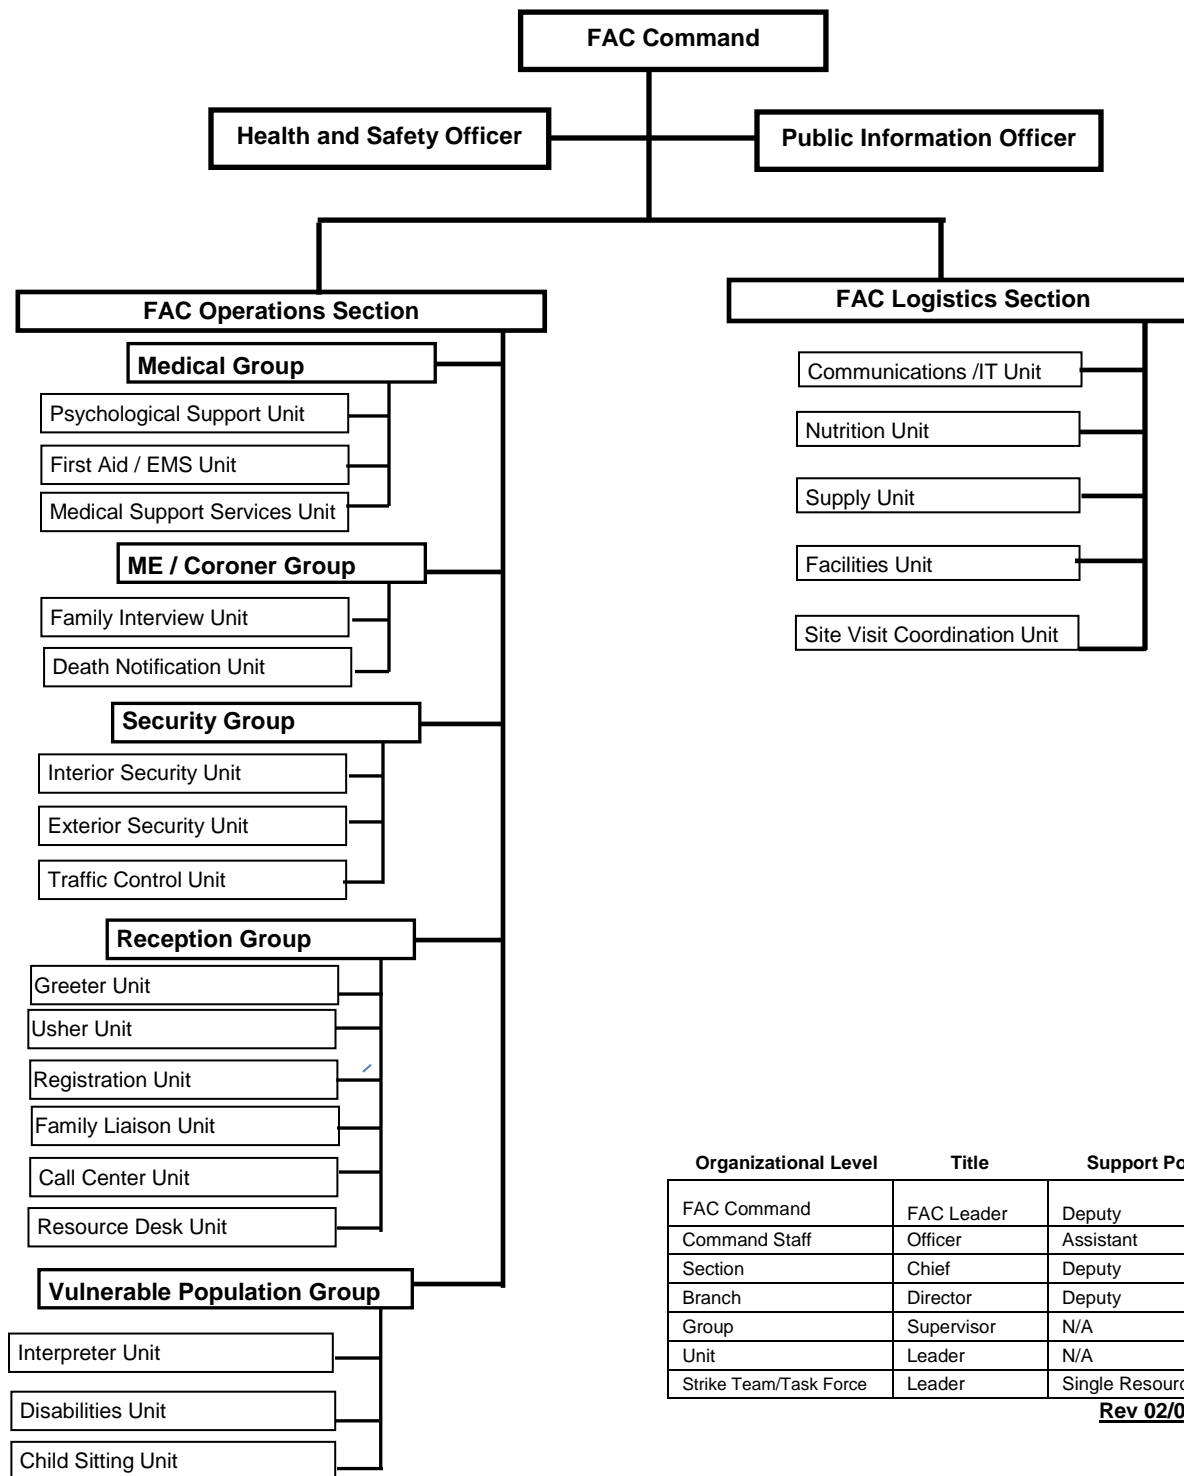 FAC Command
Health and Safety Officer
Public Information Officer
FAC Operations Section
FAC Logistics Section
Medical Group
Psychological Support Unit
First Aid / EMS Unit
Medical Support Services Unit
ME / Coroner Group
Family Interview Unit
Death Notification Unit
Security Group
Interior Security Unit
Exterior Security Unit
Traffic Control Unit
Reception Group
Greeter Unit
Usher Unit
Registration Unit
Family Liaison Unit
Call Center Unit
Resource Desk Unit
Vulnerable Population Group
Interpreter Unit
Disabilities Unit
Child Sitting Unit
Communications /IT Unit
Nutrition Unit
Supply Unit
Facilities Unit
Site Visit Coordination Unit
Organizational Level Title Support
FAC Command FAC Leader Deputy
Command Staff Officer Assistant
Section Chief Deputy
Branch Director Deputy
Group Supervisor N/A
Unit Leader N/A
Strike Team/Task Force Leader Single
Rev